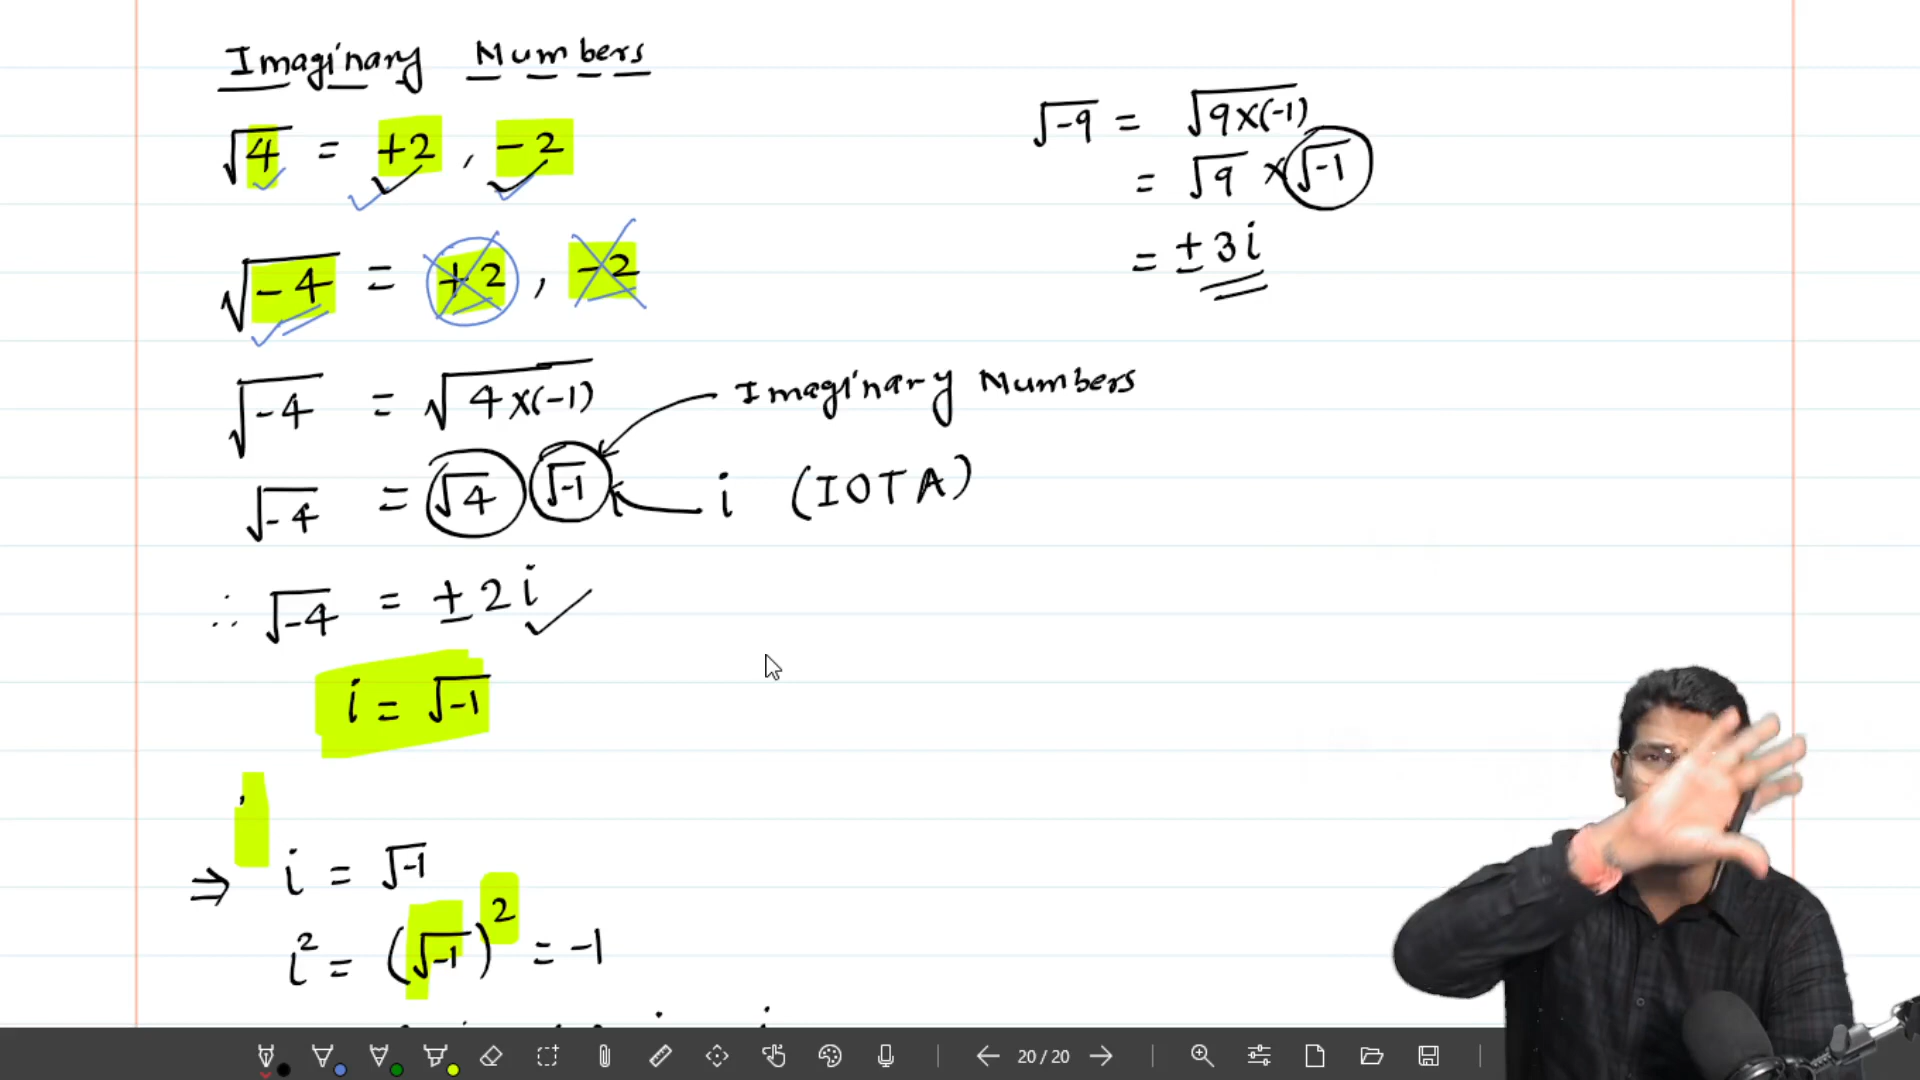 Imaginary Numbers
√4 = +2, -2
√-4 = +2, -2
√-4 = √4×(-1)
Imaginary Numbers
√-4 = √4 √-1
i (IOTA)
∴ √-4 = ±2i
i = √-1
⇒ i = √-1
i² = (√-1)² = -1
√-9 = √9×(-1)
= √9 × √-1
= ±3i
20 / 20